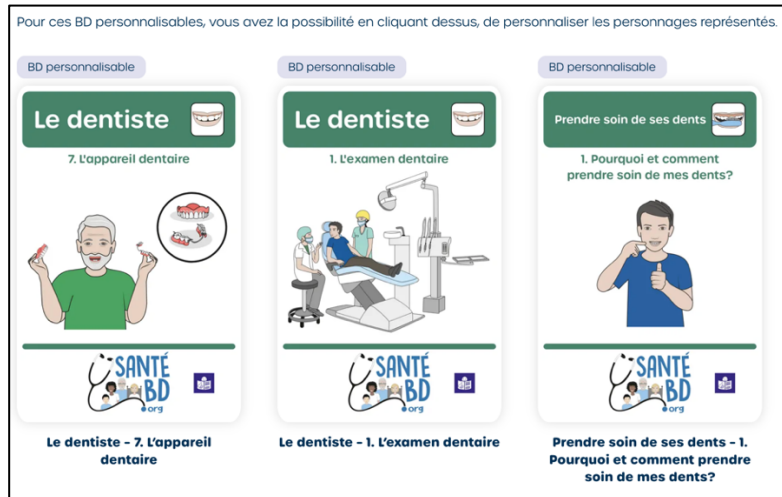 Pour ces BD personnalisables, vous avez la possibilité en cliquant dessus, de personnaliser les personnages représentés.
BD personnalisable
Le dentiste
7. L'appareil dentaire
SANTÉ
BD
.org
Le dentiste - 7. L'appareil
dentaire
BD personnalisable
Le dentiste
1. L'examen dentaire
SANTÉ
BD
.org
Le dentiste - 1. L'examen dentaire
BD personnalisable
Prendre soin de ses dents
1. Pourquoi et comment
prendre soin de mes dents?
SANTÉ
BD
.org
Prendre soin de ses dents - 1.
Pourquoi et comment prendre
soin de mes dents?